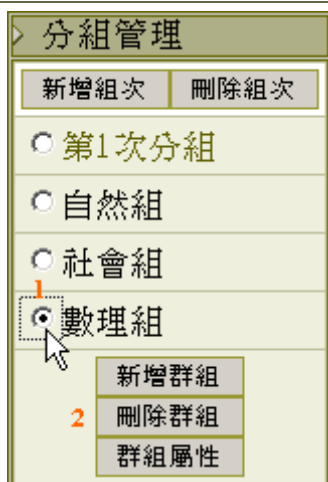 分組管理
新增組次 刪除組次
第1次分組
自然組
社會組
1
數理組
新增群組
2 刪除群組
群組屬性